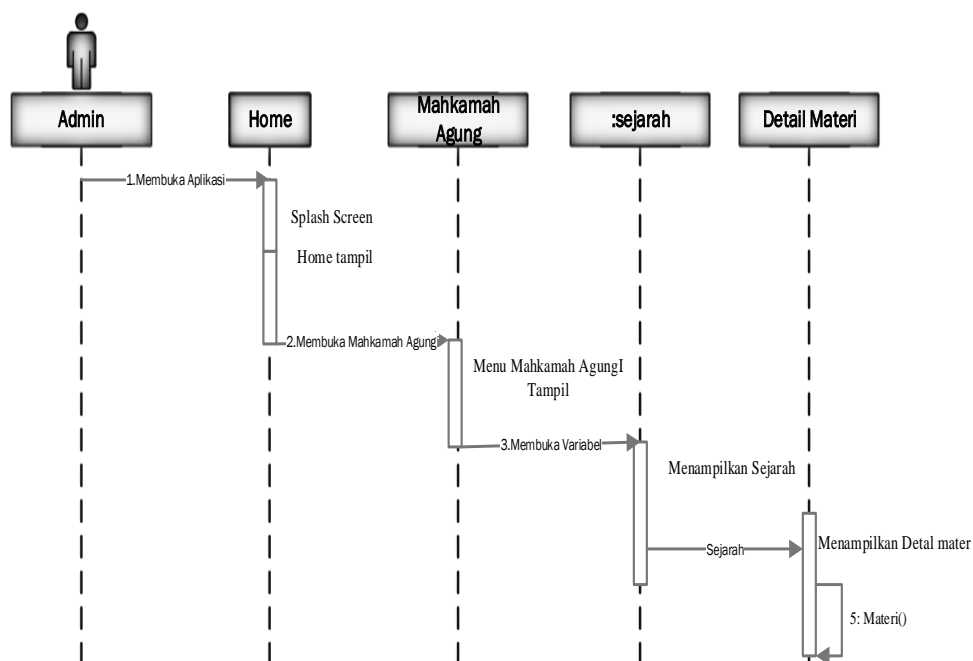 Admin
Home
Mahkamah
Agung
:sejarah
Detail Materi
1.Membuka Aplikasi
Splash Screen
Home tampil
2.Membuka Mahkamah Agungi
Menu Mahkamah AgungI
Tampil
3.Membuka Variabel
Menampilkan Sejarah
Sejarah
Menampilkan Detal mater
5: Materi()